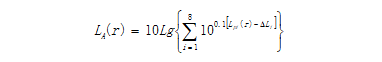 L_A(r) = 10Lg{∑_{i=1}^{8} 10^{0.1[L_{pi}(r)-ΔL_i]}}